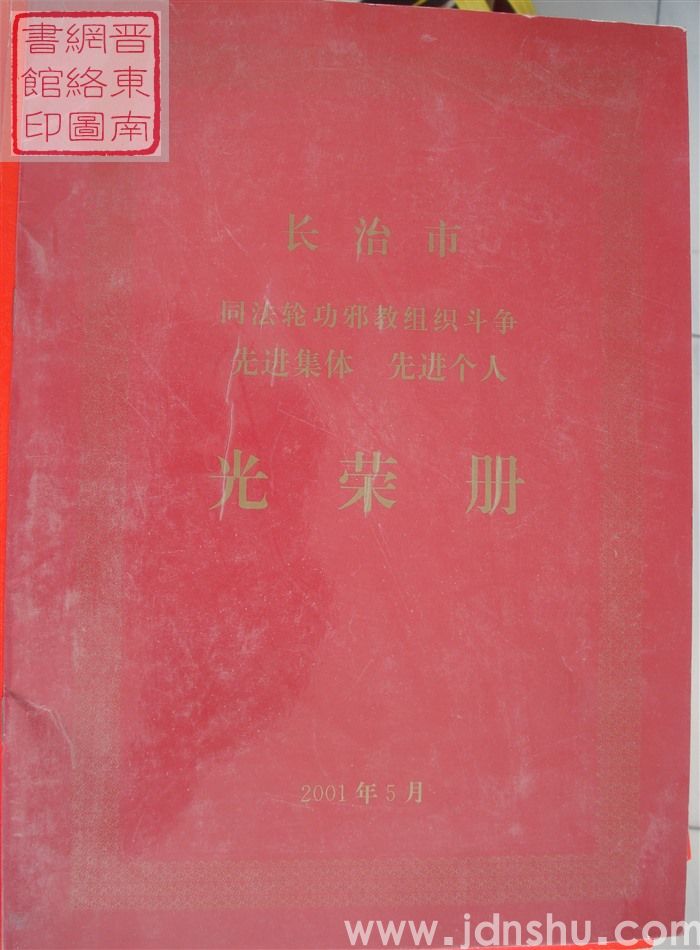 晋东南
網絡圖
書館印
长治市
同法轮功邪教组织斗争
先进集体 先进个人
光荣册
2001年5月
www.jdnshu.com